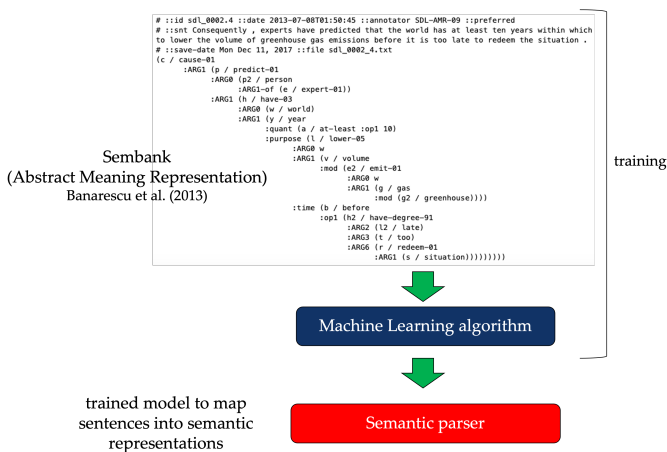 # ::id sdl_0002.4 ::date 2013-07-08T01:50:45 ::annotator SDL-AMR-09 ::preferred
# ::snt Consequently , experts have predicted that the world has at least ten years within which
to lower the volume of greenhouse gas emissions before it is too late to redeem the situation .
# ::save-date Mon Dec 11, 2017 ::file sdl_0002_4.txt
(c / cause-01
:ARG1 (p / predict-01
:ARG0 (p2 / person
:ARG1-of (e / expert-01))
:ARG1 (h / have-03
:ARG0 (w / world)
:ARG1 (y / year
:quant (a / at-least :op1 10)
:purpose (l / lower-05
:ARG0 w
:ARG1 (v / volume
:mod (e2 / emit-01
:ARG0 w
:ARG1 (g / gas
:mod (g2 / greenhouse))))
:time (b / before
:op1 (h2 / have-degree-91
:ARG2 (l2 / late)
:ARG3 (t / too)
:ARG6 (r / redeem-01
:ARG1 (s / situation)))))))))
Sembank
(Abstract Meaning Representation)
Banarescu et al. (2013)
training
Machine Learning algorithm
trained model to map
sentences into semantic
representations
Semantic parser